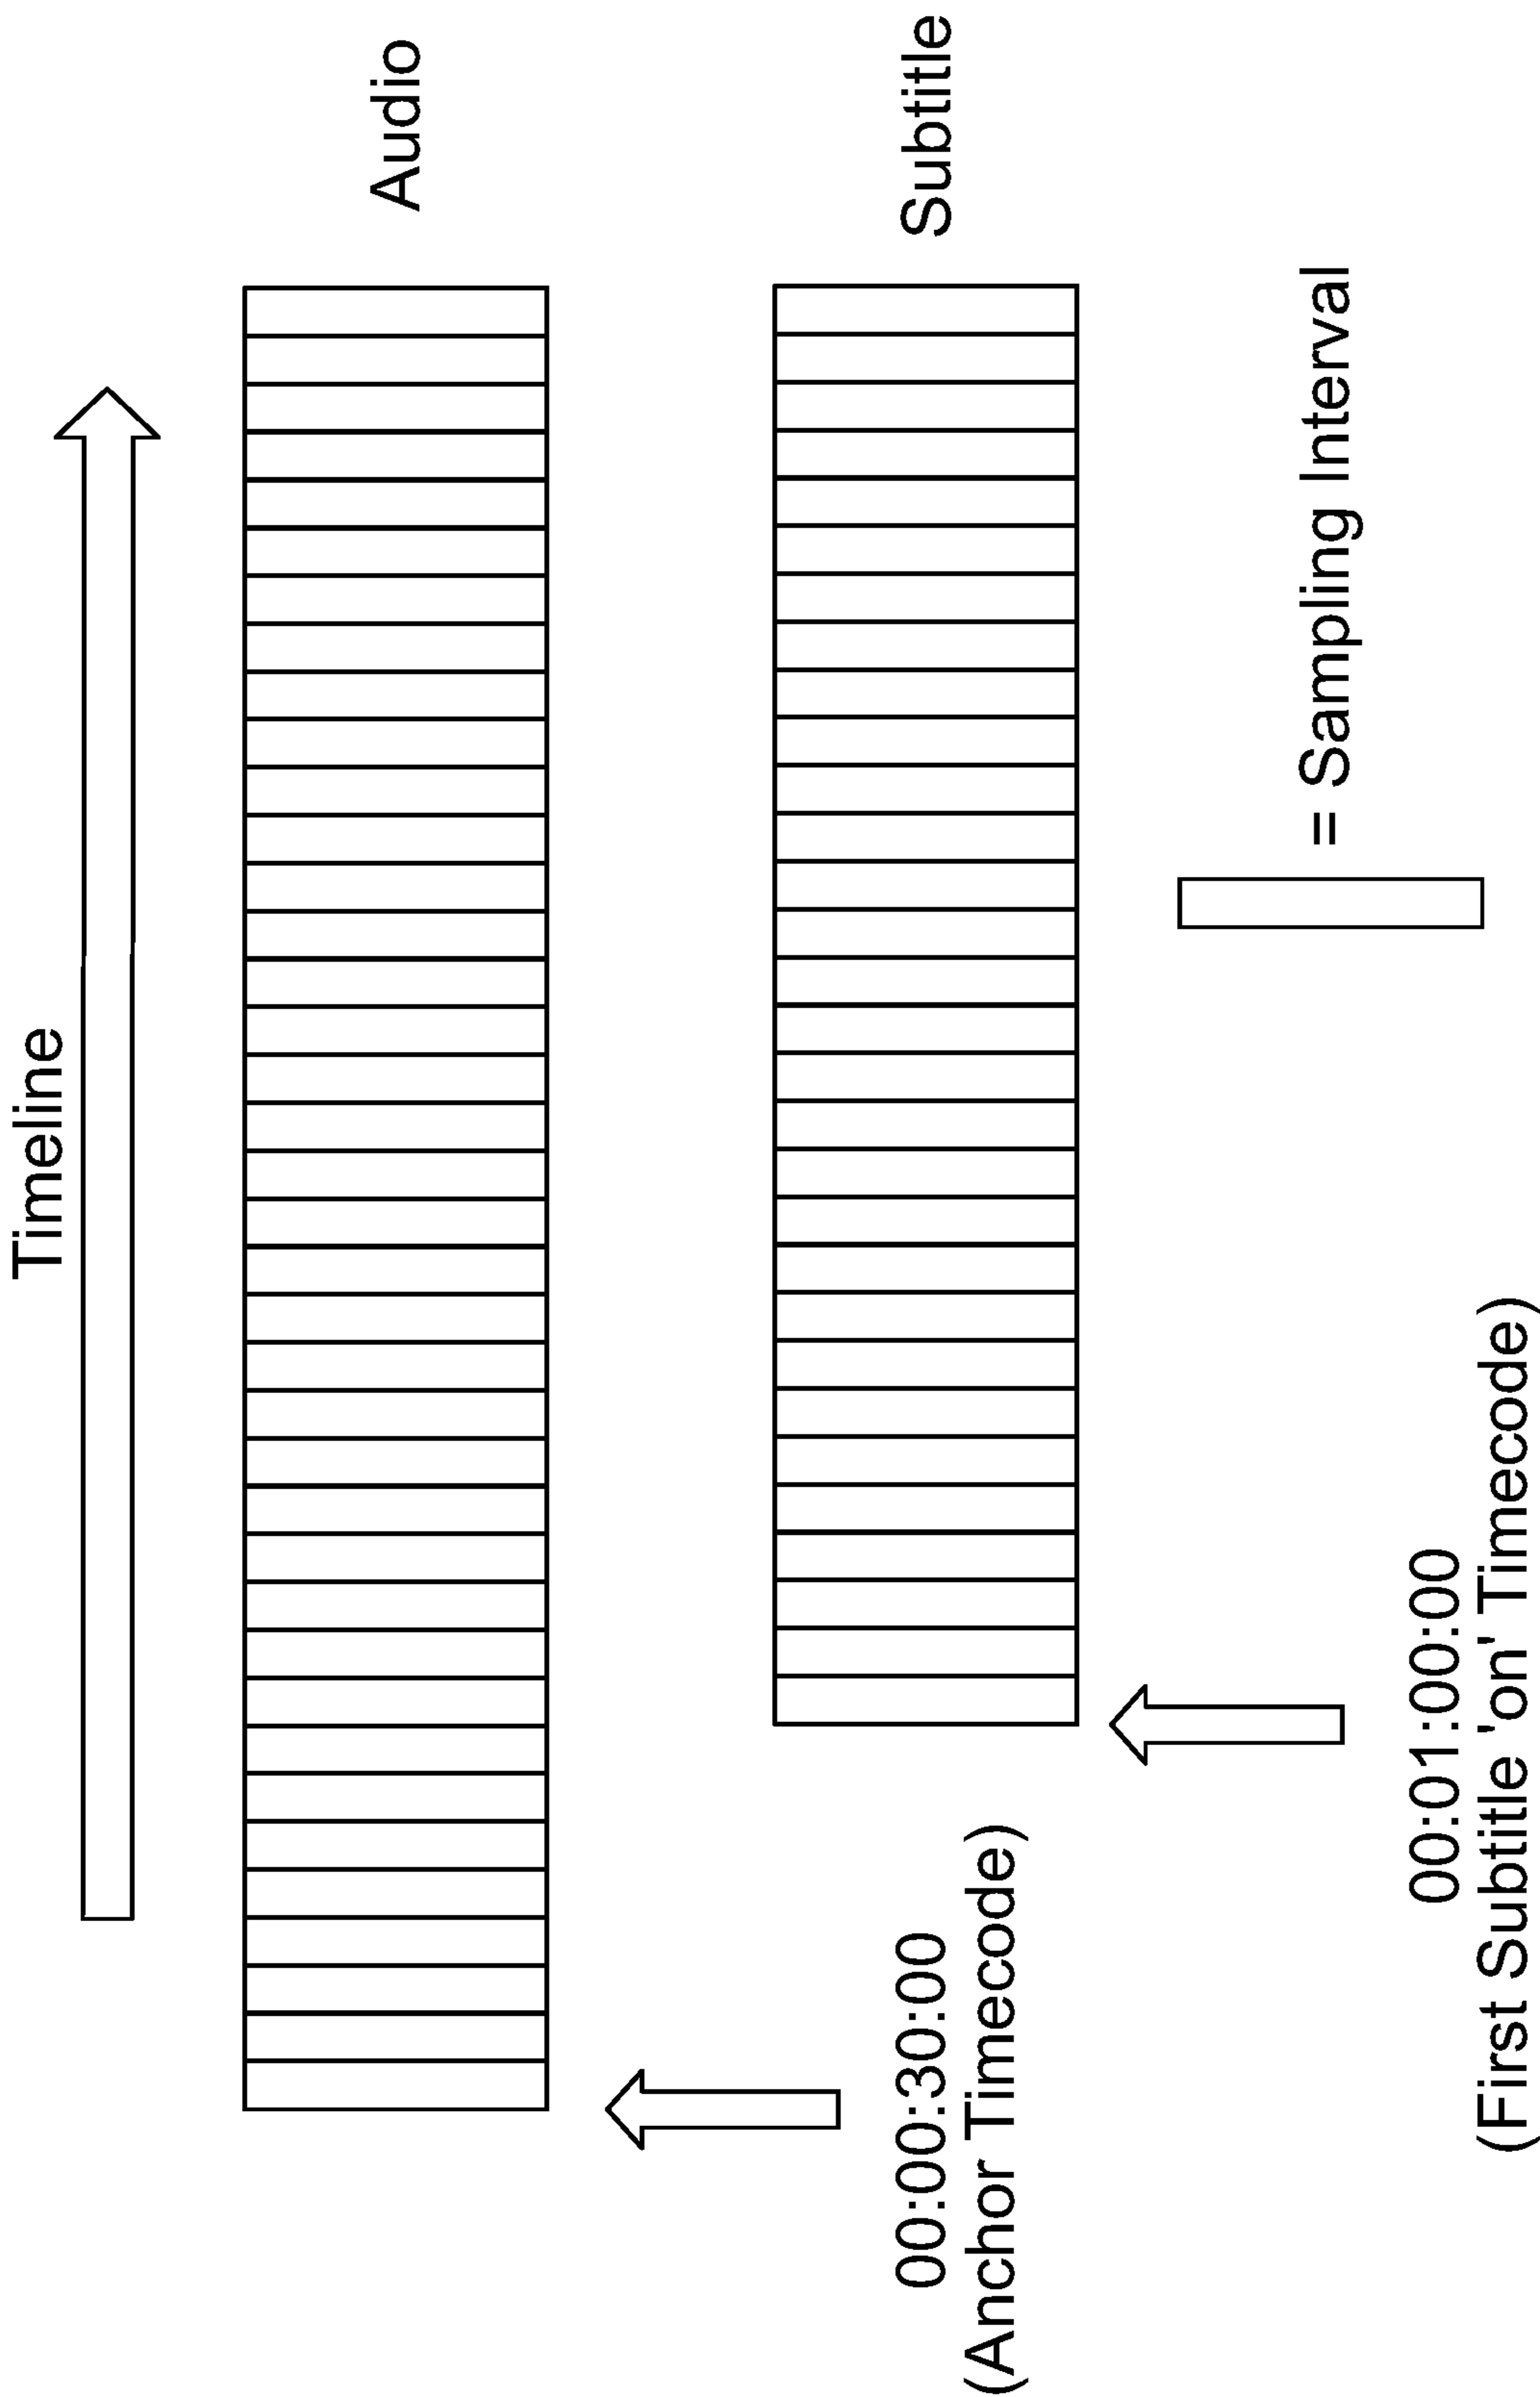 Timeline
Audio
00:00:30:00
(Anchor Timecode)
Subtitle
00:01:00:00
(First Subtitle 'on' Timecode)
= Sampling Interval